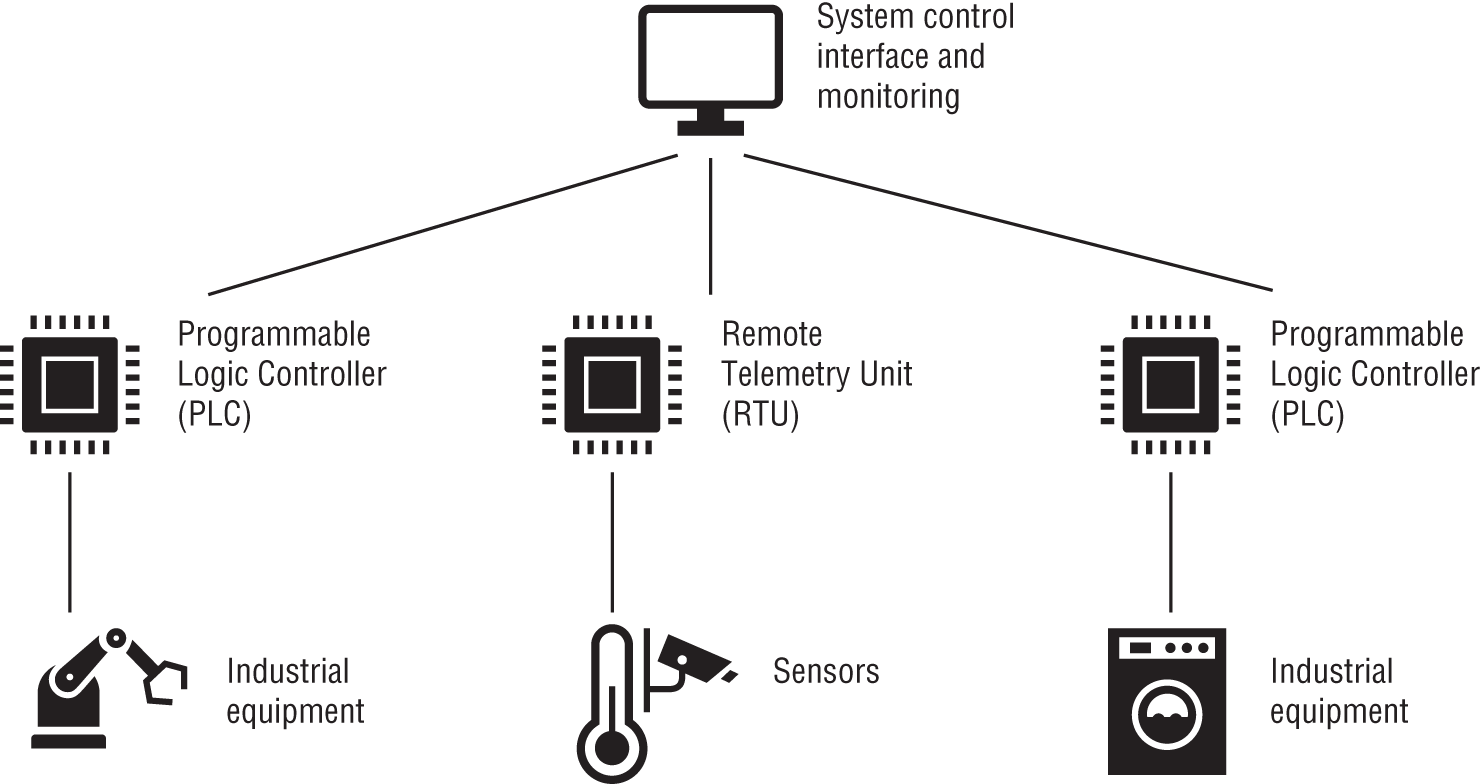 System control
interface and
monitoring
Programmable
Logic Controller
(PLC)
Remote
Telemetry Unit
(RTU)
Programmable
Logic Controller
(PLC)
Industrial
equipment
Sensors
Industrial
equipment